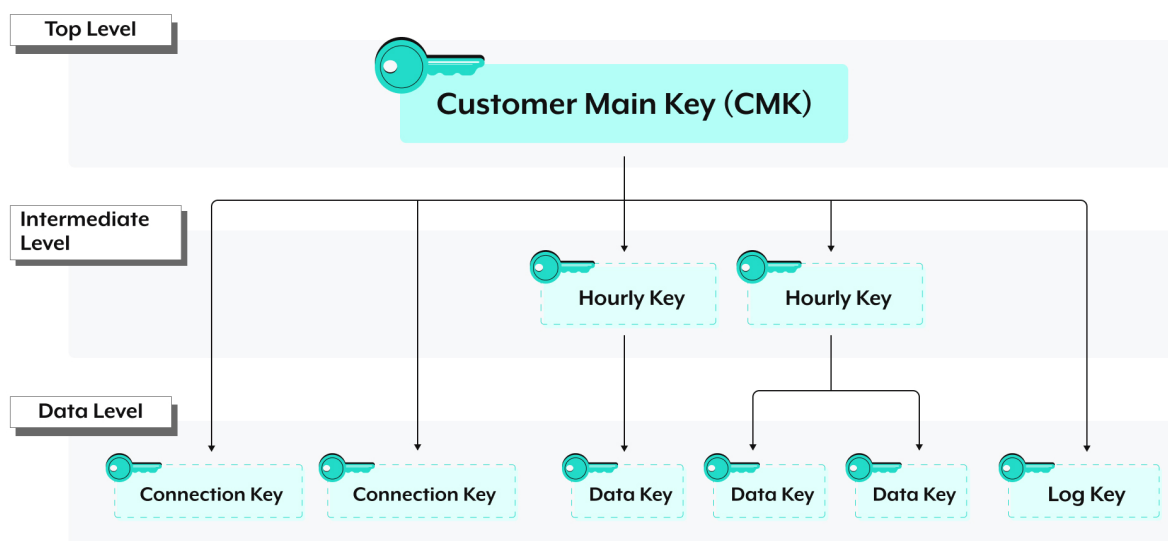 Top Level
Customer Main Key (CMK)
Intermediate
Level
Hourly Key
Hourly Key
Data Level
Connection Key
Connection Key
Data Key
Data Key
Data Key
Log Key